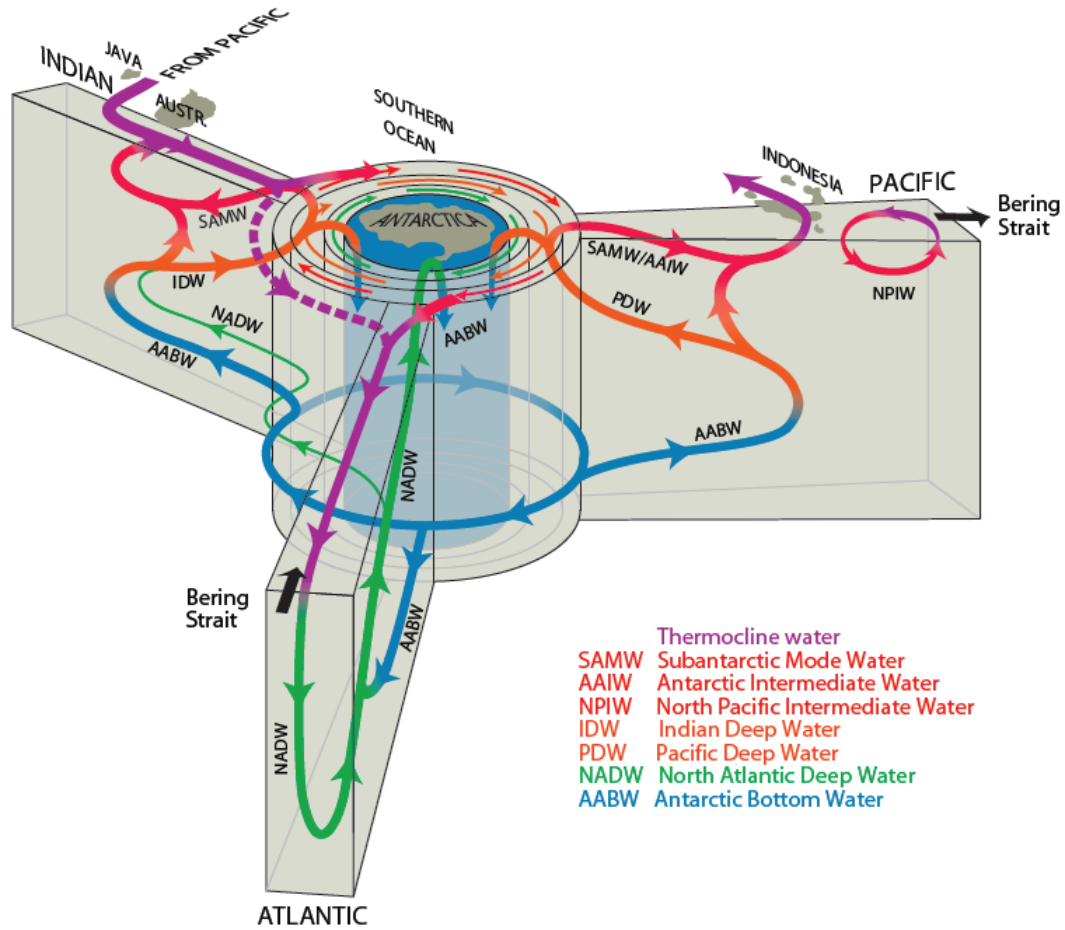 JAVA
FROM PACIFIC
INDIAN
AUSTR.
SOUTHERN
OCEAN
ANTARCTICA
INDONESIA
PACIFIC
Bering
Strait
SAMW
SAMW/AAIW
NPIW
IDW
PDW
NADW
AABW
AABW
AABW
NADW
Bering
Strait
AABW
NADW
ATLANTIC
Thermocline water
SAMW Subantarctic Mode Water
AAIW Antarctic Intermediate Water
NPIW North Pacific Intermediate Water
IDW Indian Deep Water
PDW Pacific Deep Water
NADW North Atlantic Deep Water
AABW Antarctic Bottom Water